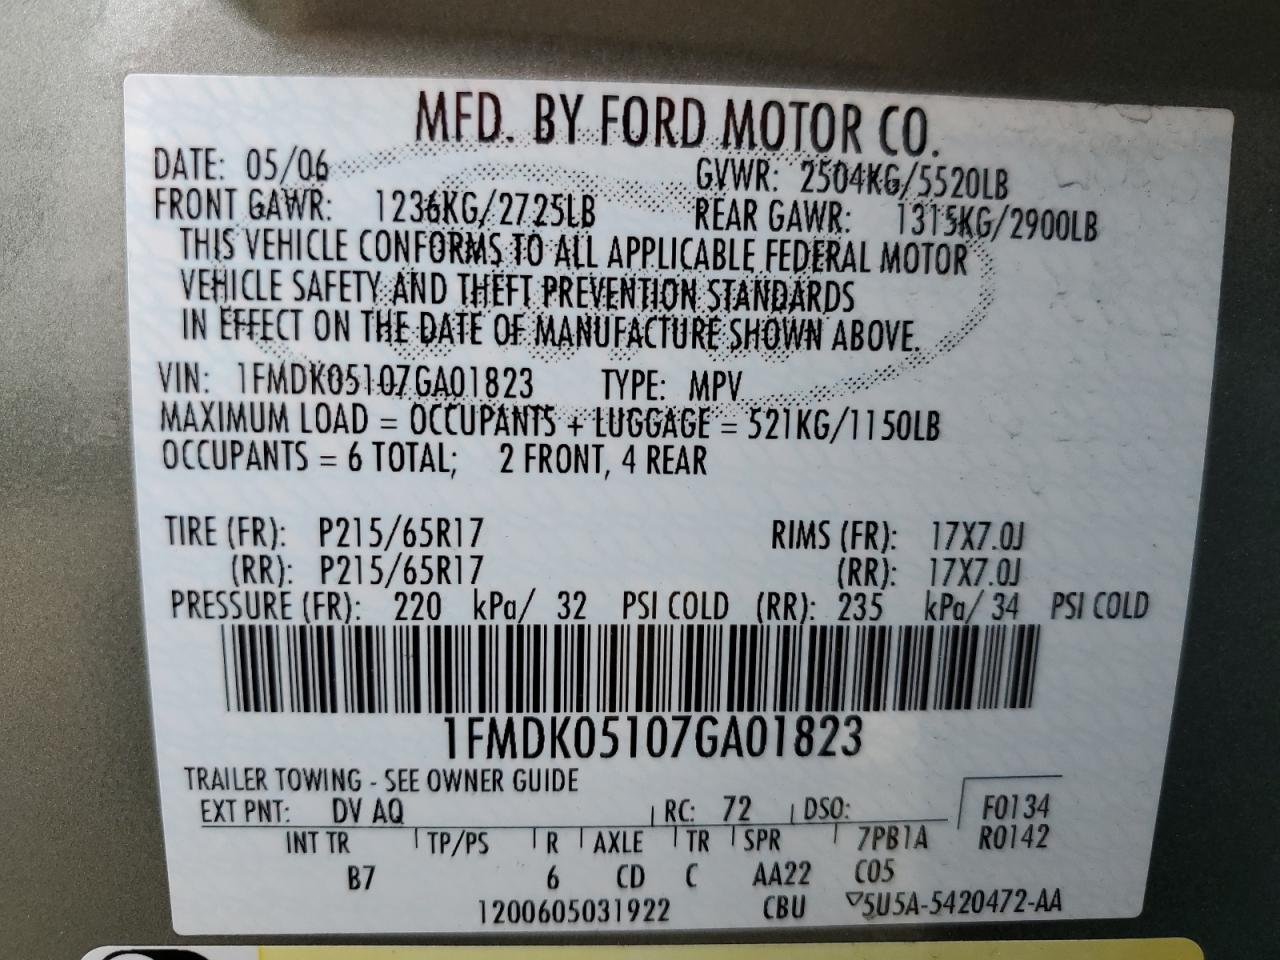 MFD. BY FORD MOTOR CO.
DATE: 05/06 GVWR: 2504KG/5520LB
FRONT GAWR: 1236KG/2725LB REAR GAWR: 1315KG/2900LB
THIS VEHICLE CONFORMS TO ALL APPLICABLE FEDERAL MOTOR
VEHICLE SAFETY AND THEFT PREVENTION STANDARDS
IN EFFECT ON THE DATE OF MANUFACTURE SHOWN ABOVE.
VIN: 1FMDK05107GA01823 TYPE: MPV
MAXIMUM LOAD = OCCUPANTS + LUGGAGE = 521KG/1150LB
OCCUPANTS = 6 TOTAL; 2 FRONT, 4 REAR
TIRE (FR): P215/65R17 RIMS (FR): 17X7.0J
(RR): P215/65R17 (RR): 17X7.0J
PRESSURE (FR): 220 kPa/ 32 PSI COLD (RR): 235 kPa/ 34 PSI COLD
1FMDK05107GA01823
TRAILER TOWING - SEE OWNER GUIDE
EXT PNT: DV AQ RC: 72 DSO: F0134
INT TR TP/PS R AXLE TR SPR 7PB1A R0142
B7 6 CD C AA22 C05
1200605031922 CBU ▽5U5A-5420472-AA